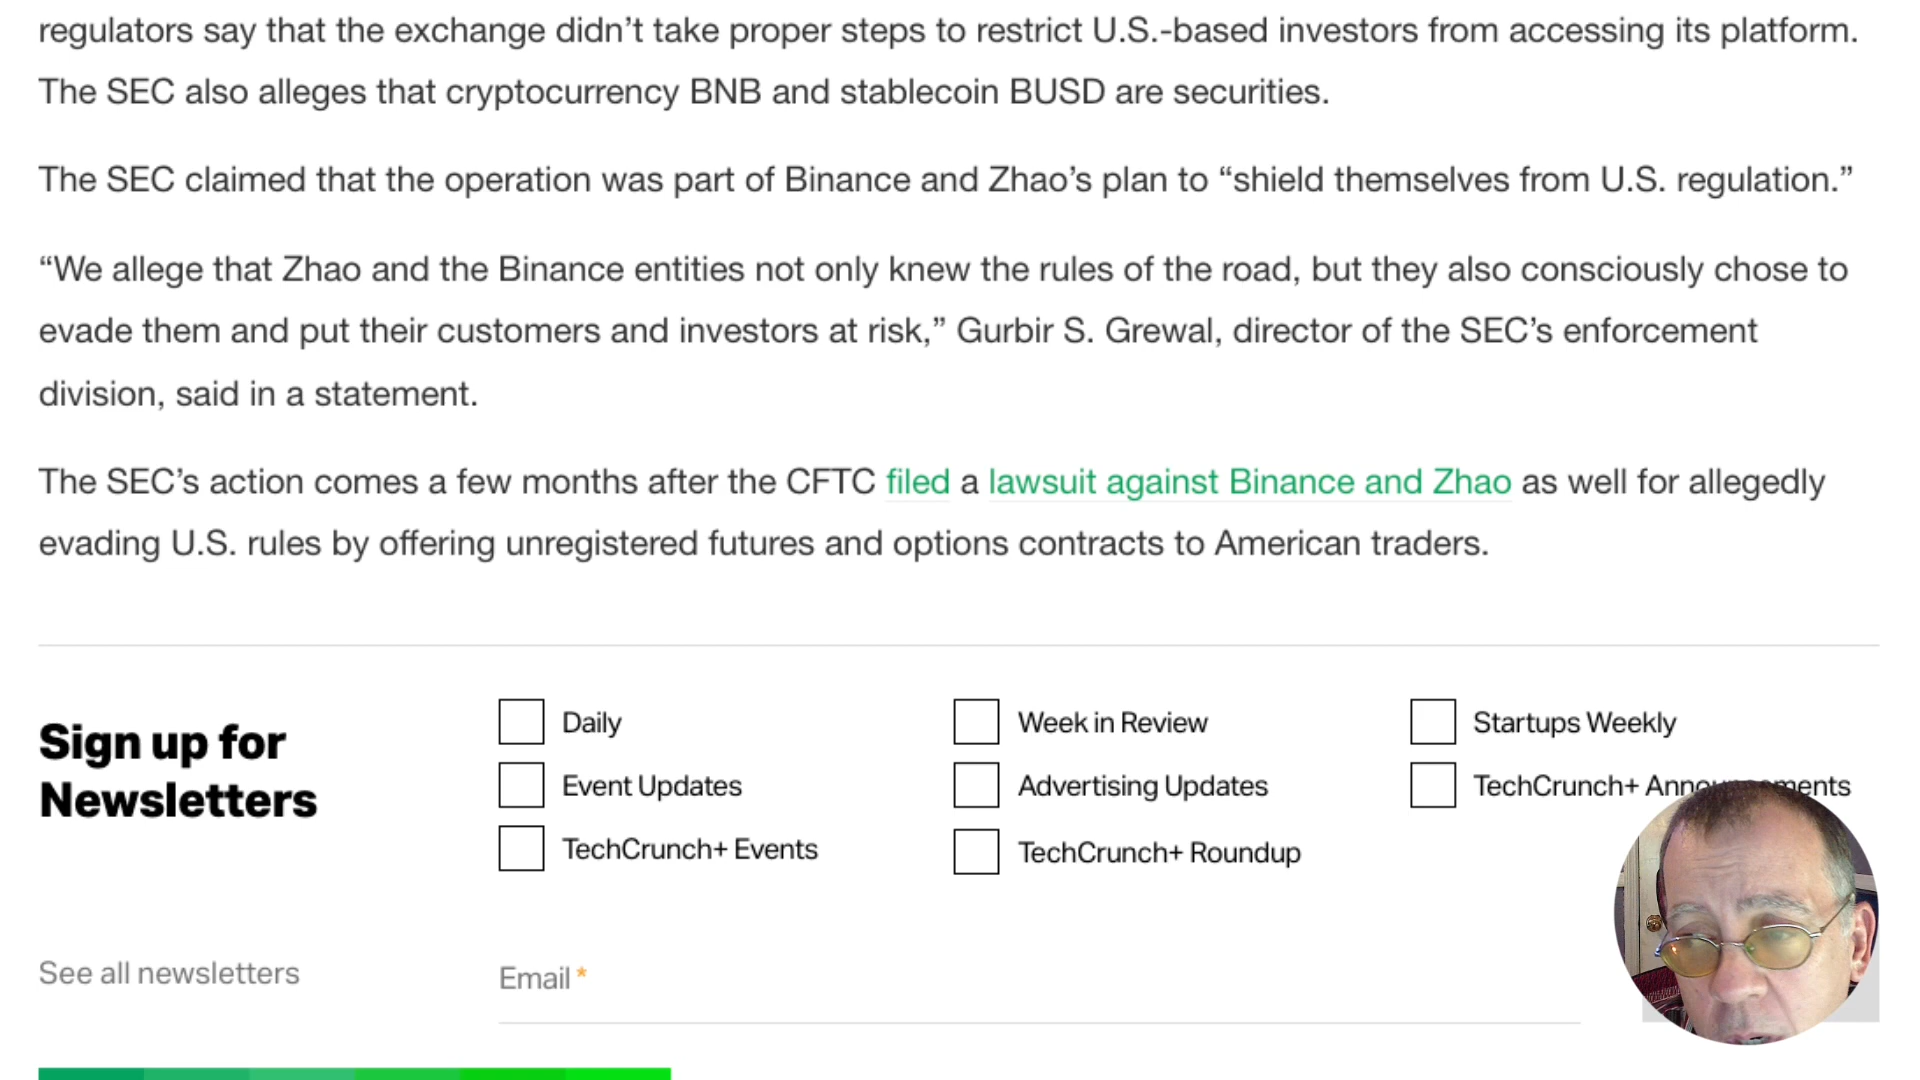 regulators say that the exchange didn’t take proper steps to restrict U.S.-based investors from accessing its platform.
The SEC also alleges that cryptocurrency BNB and stablecoin BUSD are securities.
The SEC claimed that the operation was part of Binance and Zhao’s plan to “shield themselves from U.S. regulation.”
“We allege that Zhao and the Binance entities not only knew the rules of the road, but they also consciously chose to
evade them and put their customers and investors at risk,” Gurbir S. Grewal, director of the SEC’s enforcement
division, said in a statement.
The SEC’s action comes a few months after the CFTC filed a lawsuit against Binance and Zhao as well for allegedly
evading U.S. rules by offering unregistered futures and options contracts to American traders.
Sign up for
Newsletters
Daily
Week in Review
Startups Weekly
Event Updates
Advertising Updates
TechCrunch+
TechCrunch+ Events
TechCrunch+ Roundup
See all newsletters
Email *